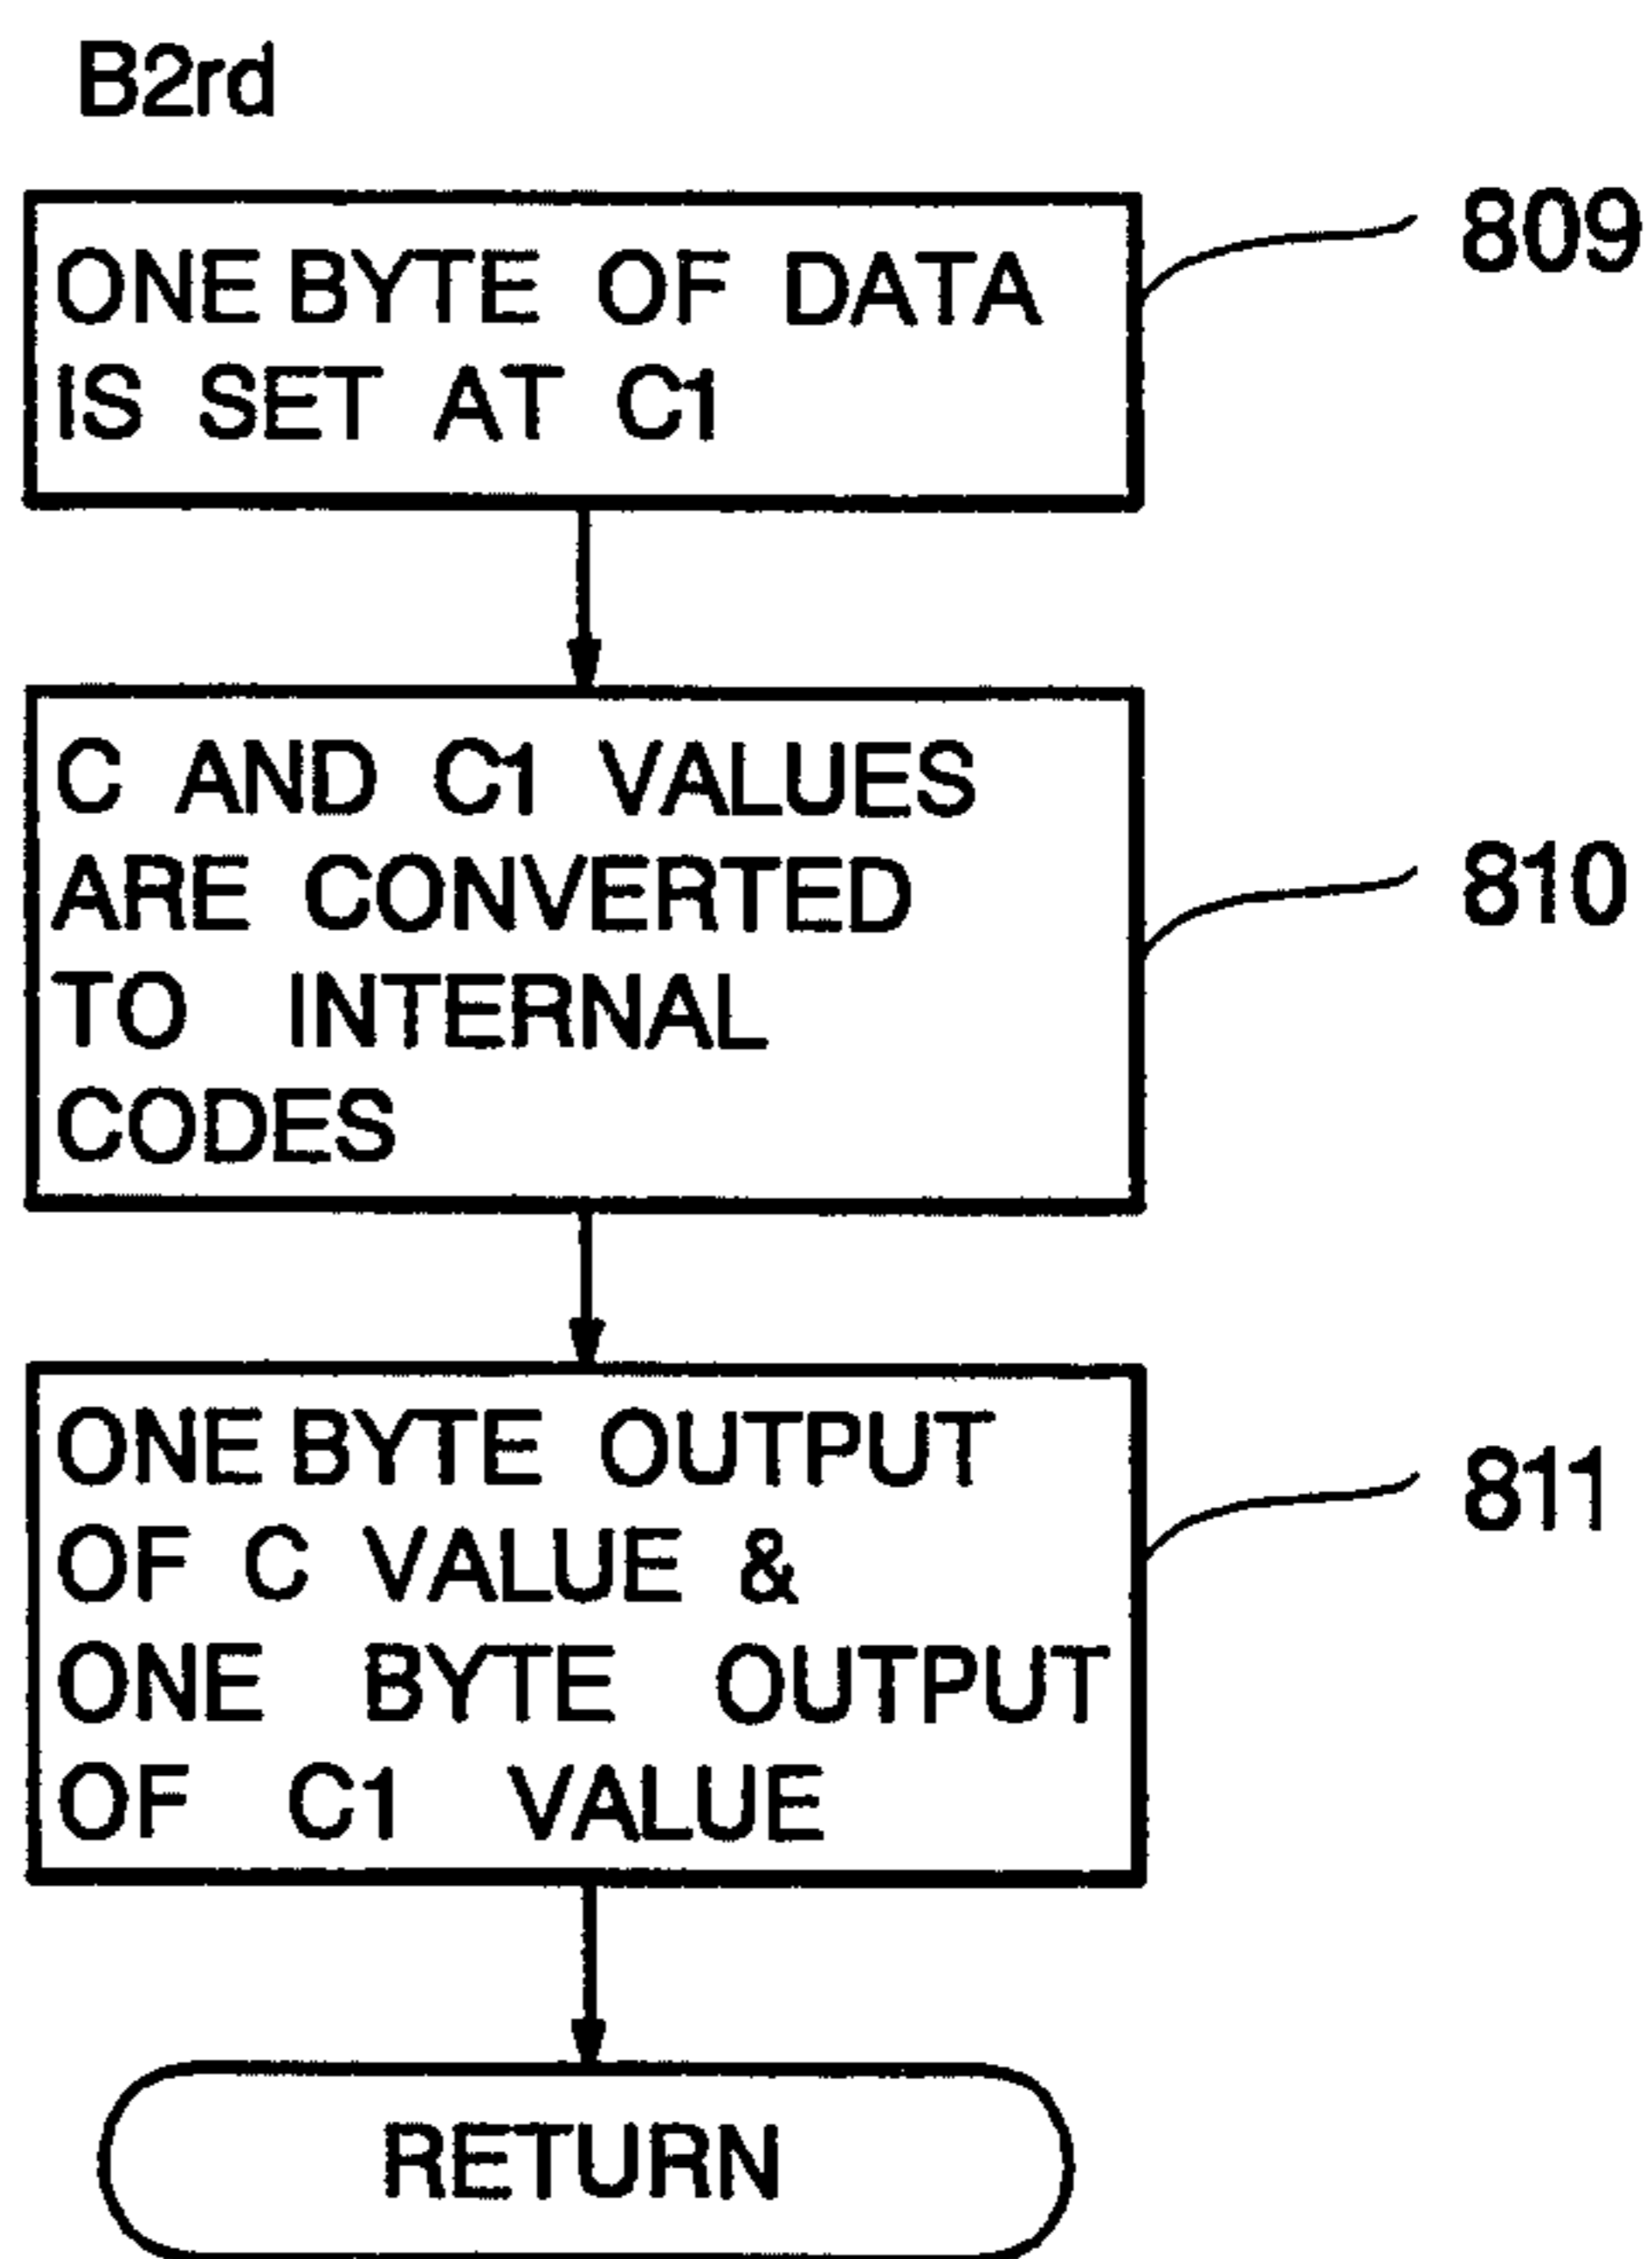 B2rd
809
ONE BYTE OF DATA
IS SET AT C1
C AND C1 VALUES
ARE CONVERTED
TO INTERNAL
CODES
810
ONE BYTE OUTPUT
OF C VALUE &
ONE BYTE OUTPUT
OF C1 VALUE
811
RETURN